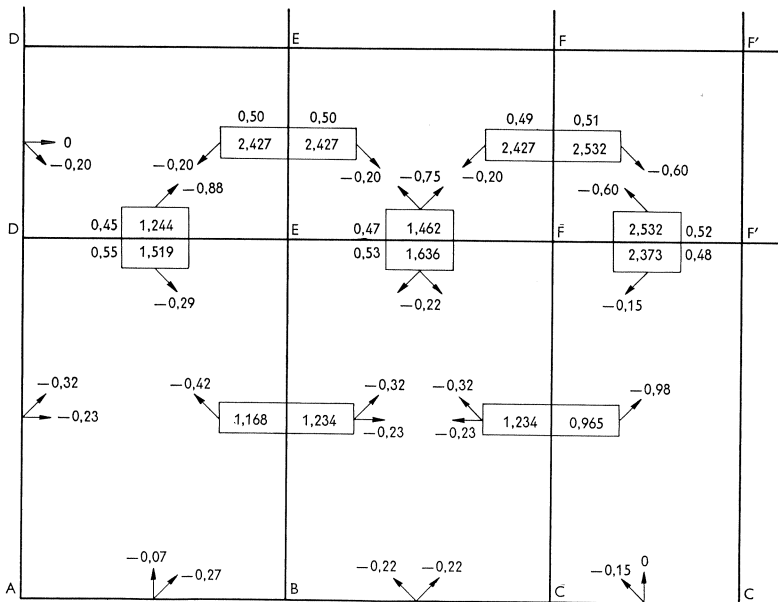 D E F F'
0,50 0,50 0,49 0,51
2,427 2,427 2,427 2,532
0
—0,20 —0,20 —0,20 —0,75 —0,20 —0,60
—0,88 —0,60
0,45 1,244 0,47 1,462 2,532 0,52
D E F F'
0,55 1,519 0,53 1,636 2,373 0,48
—0,29 —0,22 —0,15
—0,32 —0,42 —0,32 —0,32 —0,98
—0,23 1,168 1,234 —0,23 —0,23 1,234 0,965
—0,07 —0,27 —0,22 —0,22 —0,15 0
A B C C